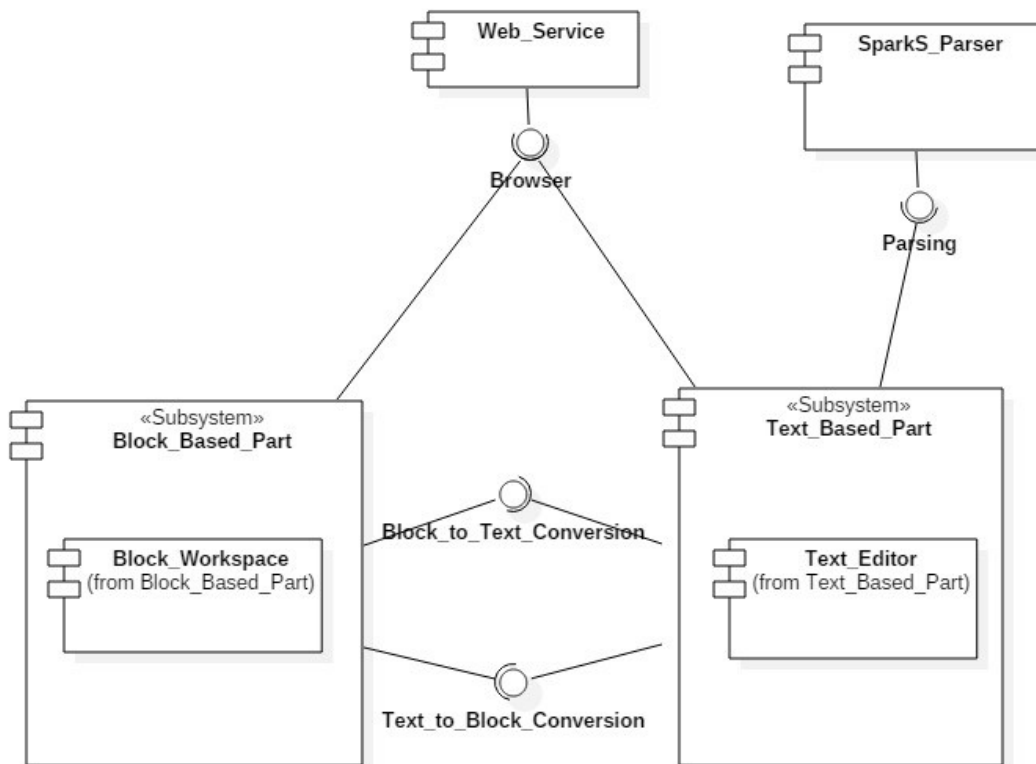 Web_Service
SparkS_Parser
Browser
Parsing
«Subsystem»
Block_Based_Part
«Subsystem»
Text_Based_Part
Block_to_Text_Conversion
Block_Workspace
(from Block_Based_Part)
Text_Editor
(from Text_Based_Part)
Text_to_Block_Conversion